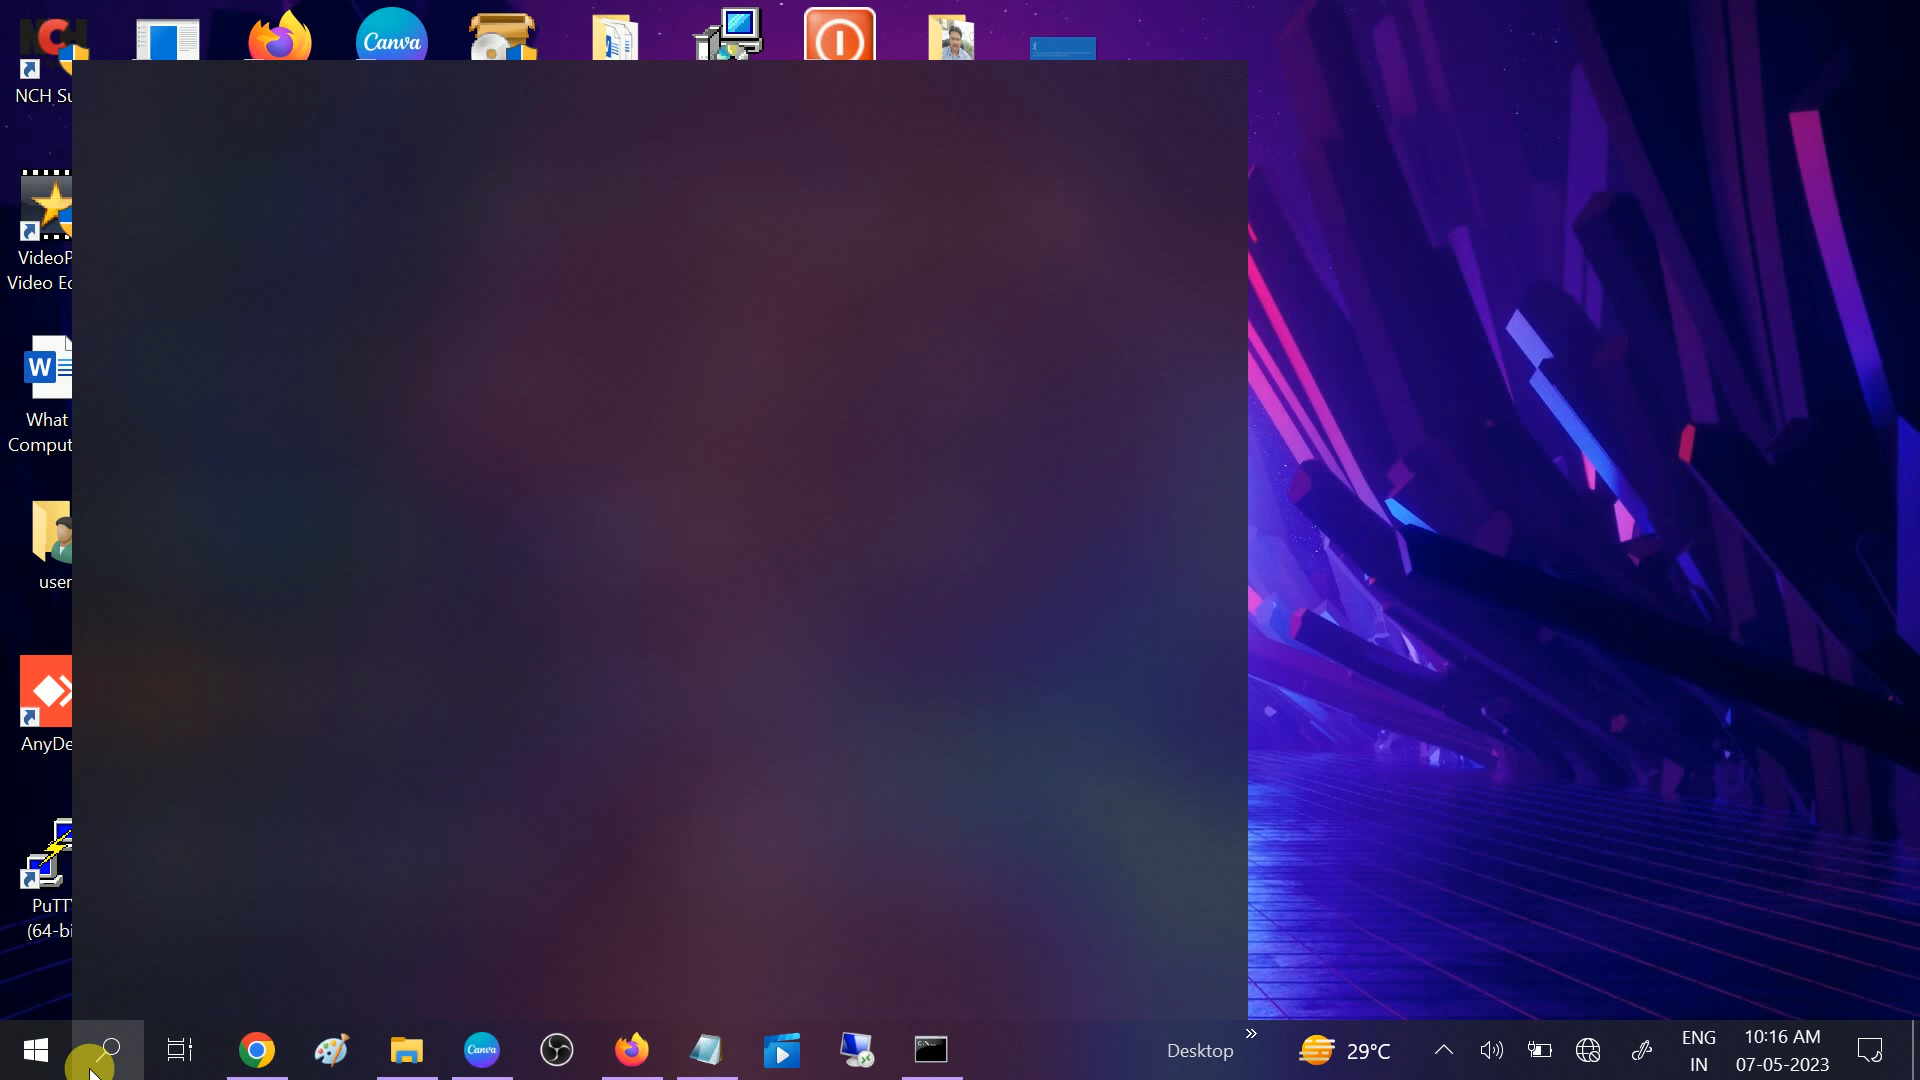 NCH Su
VideoP
Video Ed
W
What
Comput
user
AnyDe
PuTTY
(64-bi
Canva
Canva
Desktop
29°C
ENG
IN
10:16 AM
07-05-2023